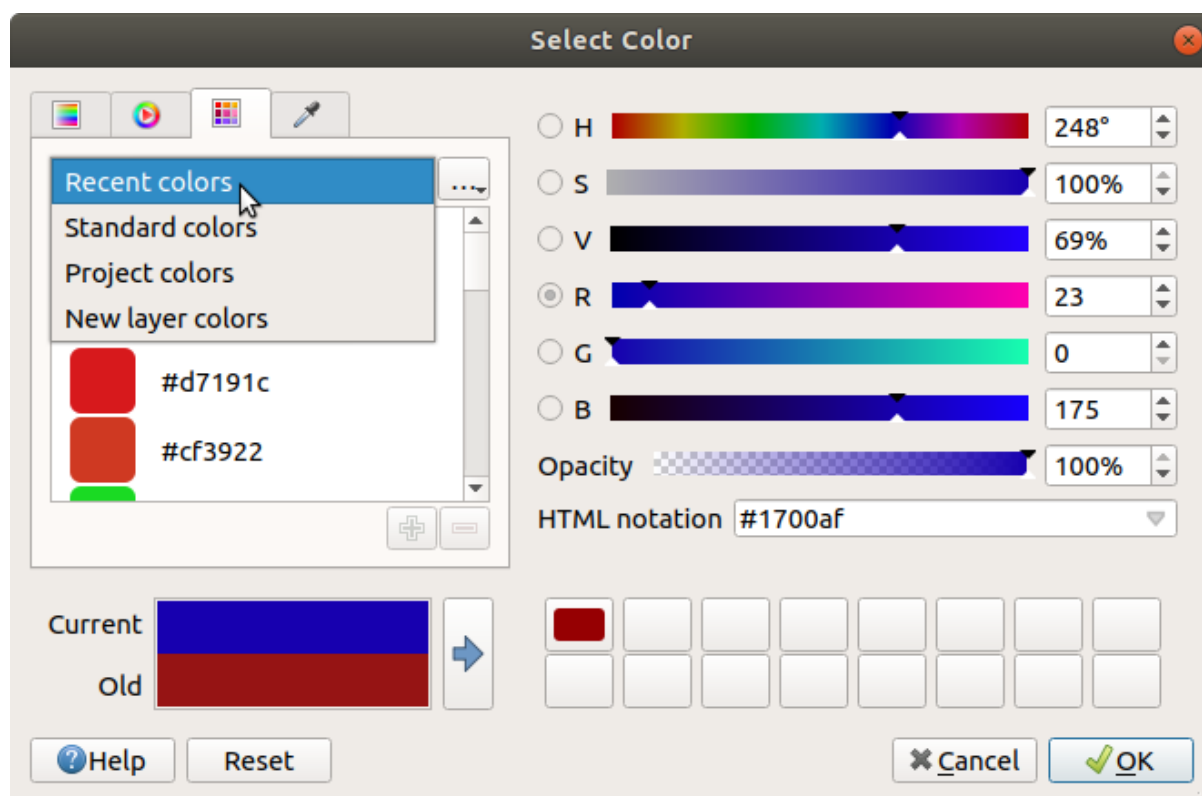 Select Color
Recent colors
...
Standard colors
Project colors
New layer colors
#d7191c
#cf3922
H 248°
S 100%
V 69%
R 23
G 0
B 175
Opacity 100%
HTML notation #1700af
Current
Old
Help
Reset
Cancel
OK